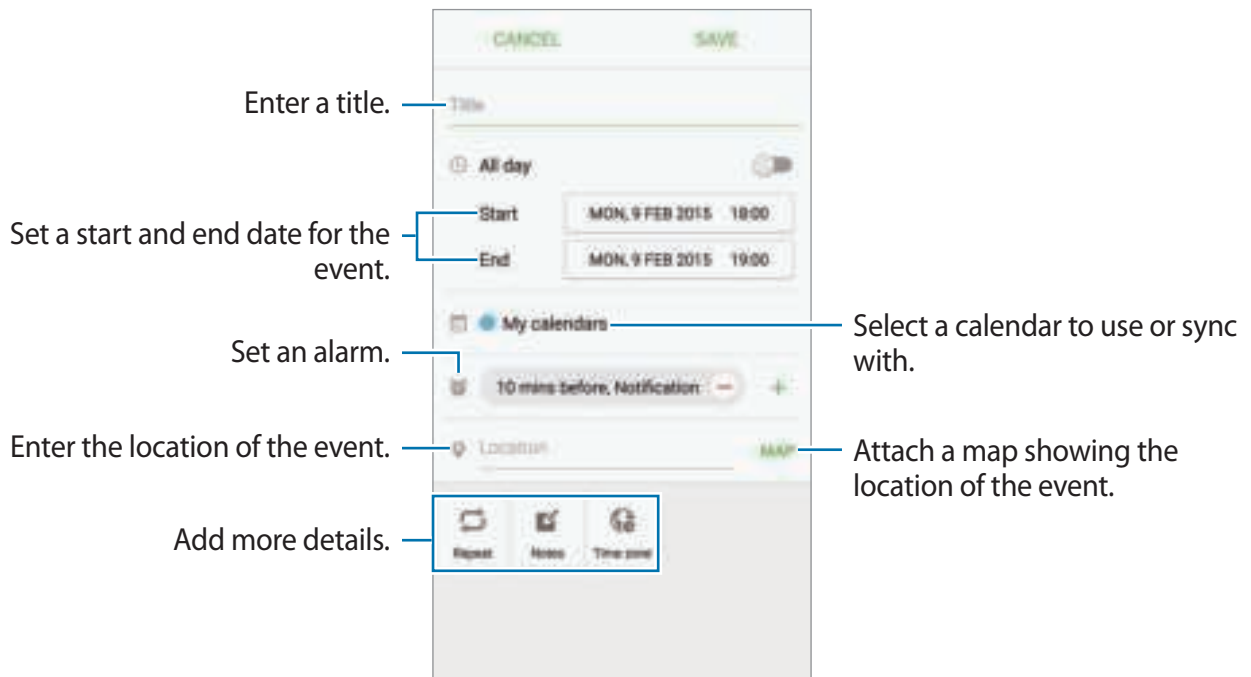 CANCEL SAVE
Enter a title.
Title
All day
Set a start and end date for the
event.
Start MON, 9 FEB 2015 18:00
End MON, 9 FEB 2015 19:00
My calendars
Select a calendar to use or sync
with.
Set an alarm.
10 mins before, Notification
Enter the location of the event.
Location
MAP
Attach a map showing the
location of the event.
Add more details.
Repeat Notes Time zone